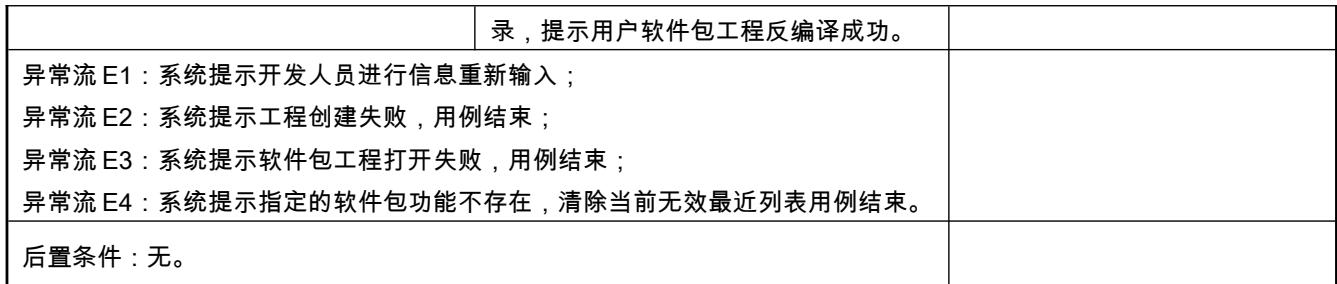 录，提示用户软件包工程反编译成功。
异常流 E1：系统提示开发人员进行信息重新输入；
异常流 E2：系统提示工程创建失败，用例结束；
异常流 E3：系统提示软件包工程打开失败，用例结束；
异常流 E4：系统提示指定的软件包功能不存在，清除当前无效最近列表用例结束。
后置条件：无。